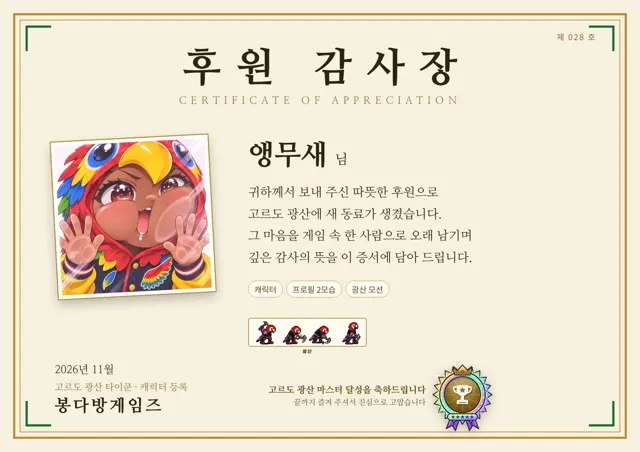 제 028 호
후원 감사장
CERTIFICATE OF APPRECIATION
앵무새 님
귀하께서 보내 주신 따뜻한 후원으로
고르도 광산에 새 동료가 생겼습니다.
그 마음을 게임 속 한 사람으로 오래 남기며
깊은 감사의 뜻을 이 증서에 담아 드립니다.
캐릭터 프로필 2모습 광산 모션
광산
2026년 11월
고르도 광산 타이쿤 · 캐릭터 등록
봉다방게임즈
고르도 광산 마스터 달성을 축하드립니다
끝까지 즐겨 주셔서 진심으로 고맙습니다